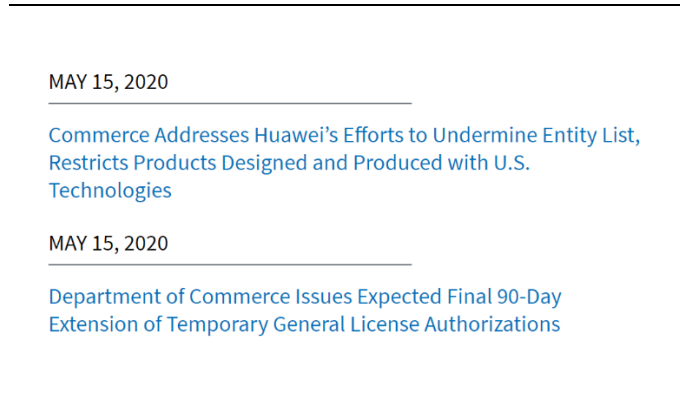 MAY 15, 2020
Commerce Addresses Huawei’s Efforts to Undermine Entity List,
Restricts Products Designed and Produced with U.S.
Technologies
MAY 15, 2020
Department of Commerce Issues Expected Final 90-Day
Extension of Temporary General License Authorizations